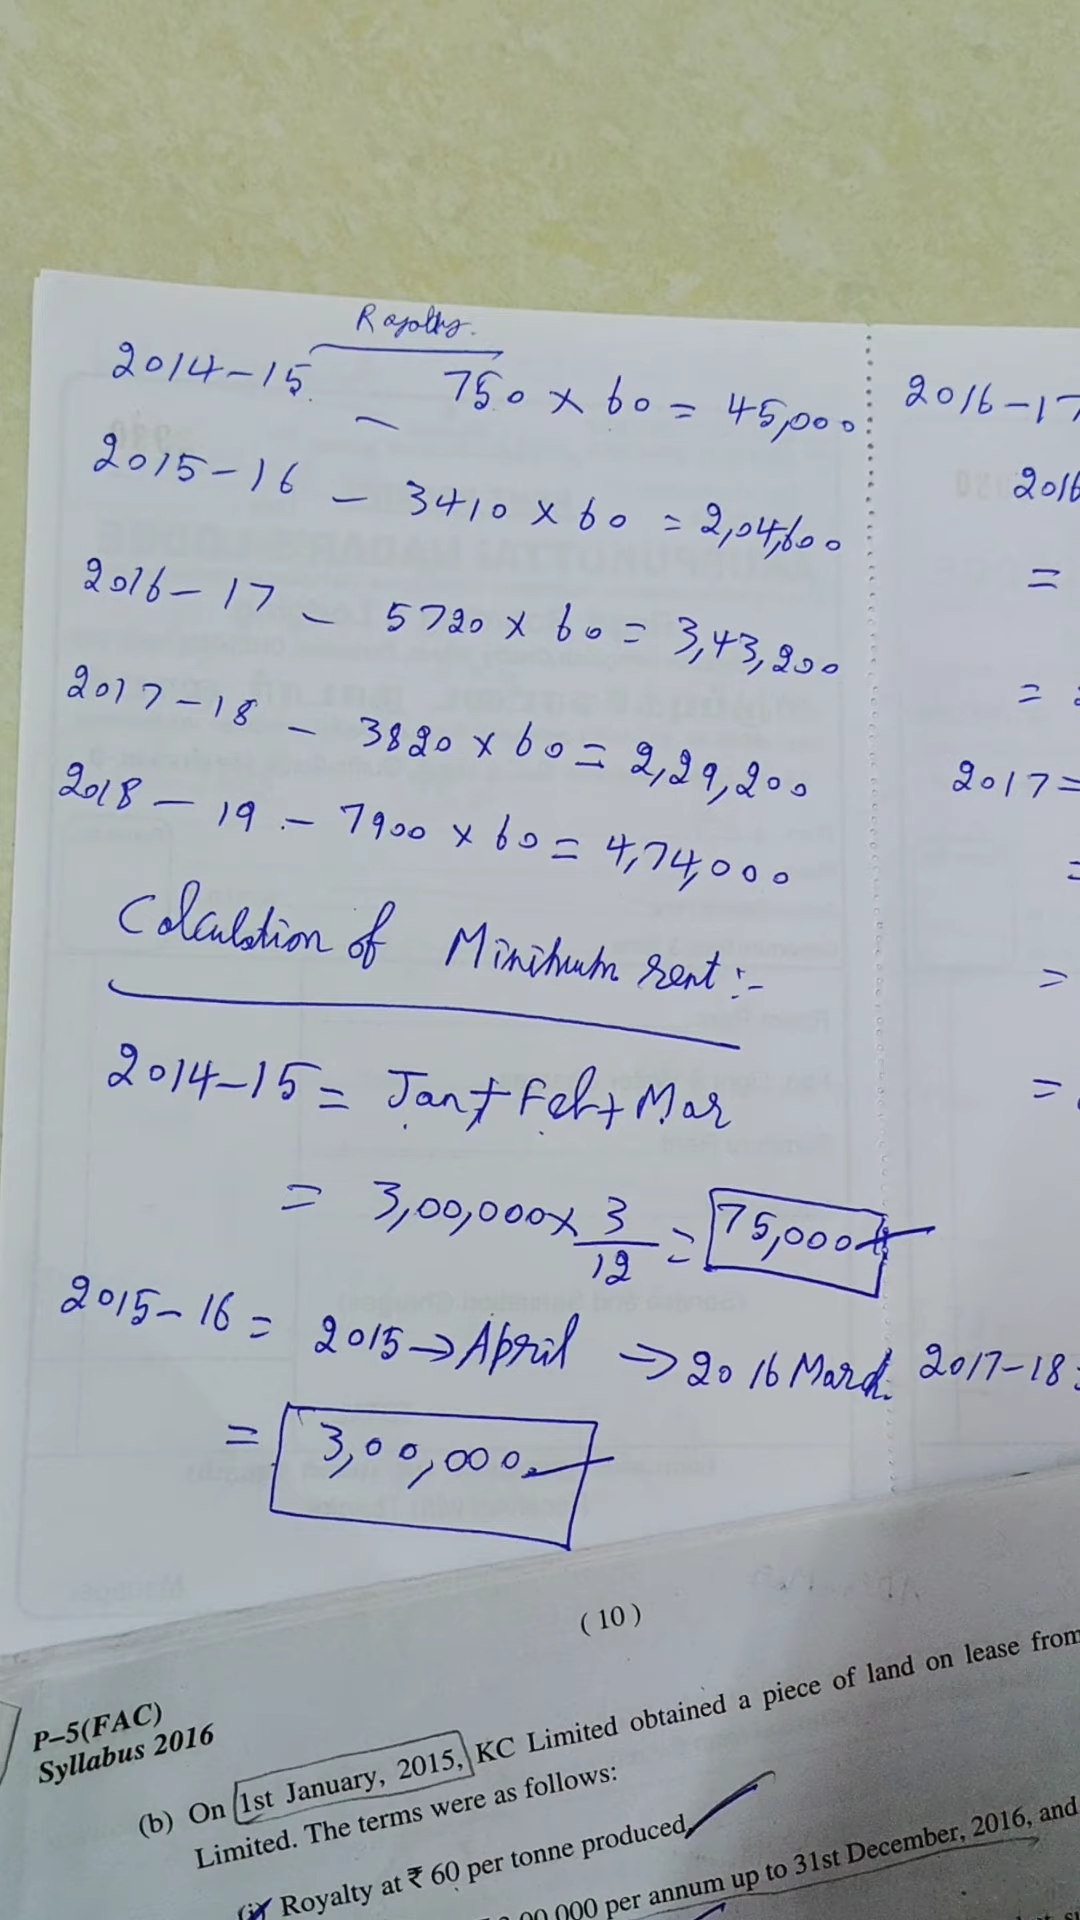 Royalty.
2014-15 - 750 × 60 = 45,000
2015-16 - 3410 × 60 = 2,04,600
2016-17 - 5720 × 60 = 3,43,200
2017-18 - 3820 × 60 = 2,29,200
2018-19 - 7900 × 60 = 4,74,000
Calculation of Minimum rent:-
2014-15 = Jan + Feb + Mar
= 3,00,000 × 3/12 = 75,000
2015-16 = 2015 → April → 2016 March.
= 3,00,000
2016-17
2016
=
=
2017 =
=
=
=
2017-18 =
(10)
P-5(FAC)
Syllabus 2016
(b) On 1st January, 2015, KC Limited obtained a piece of land on lease from
Limited. The terms were as follows:
(i) Royalty at ₹ 60 per tonne produced,
00,000 per annum up to 31st December, 2016, and